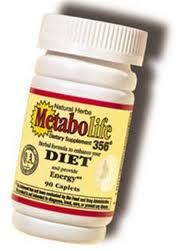 Natural Herbs
Metabolife
Dietary Supplement 356®
Herbal formula to enhance your
DIET
and provide
Energy**
90 Caplets